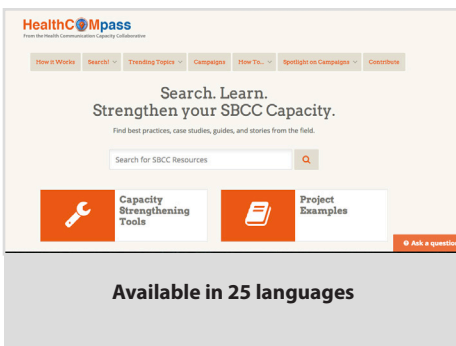 HealthCOMpass
From the Health Communication Capacity Collaborative
How it Works Search! Trending Topics Campaigns How To... Spotlight on Campaigns Contribute
Search. Learn.
Strengthen your SBCC Capacity.
Find best practices, case studies, guides, and stories from the field.
Search for SBCC Resources
Capacity
Strengthening
Tools
Project
Examples
Ask a question
Available in 25 languages